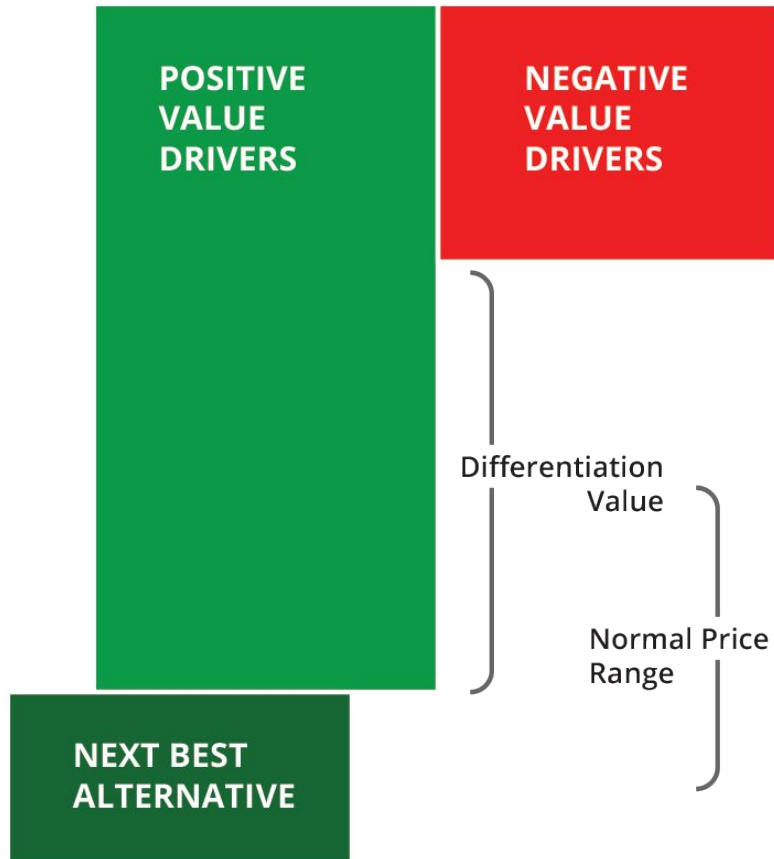 POSITIVE
VALUE
DRIVERS
NEGATIVE
VALUE
DRIVERS
Differentiation
Value
Normal Price
Range
NEXT BEST
ALTERNATIVE